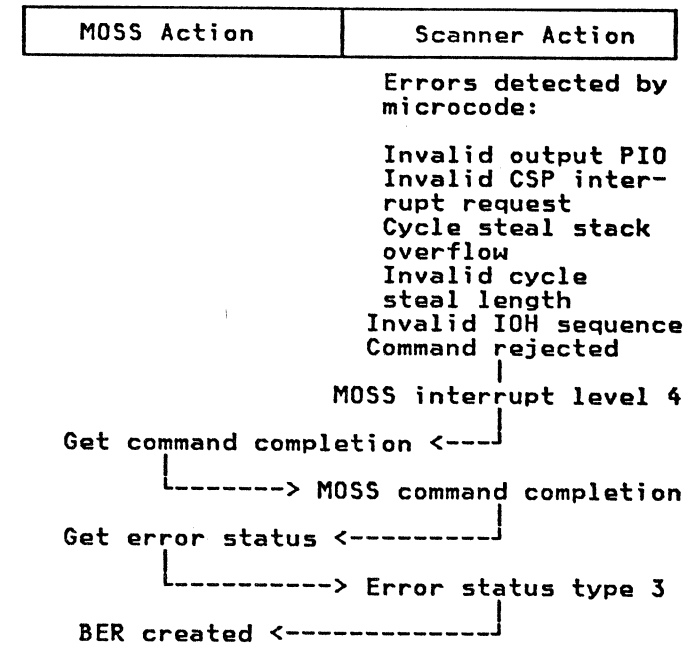 MOSS Action Scanner Action
Errors detected by
microcode:
Invalid output PIO
Invalid CSP inter-
rupt request
Cycle steal stack
overflow
Invalid cycle
steal length
Invalid IOH sequence
Command rejected
MOSS interrupt level 4
Get command completion <---
-------> MOSS command completion
Get error status <----------
----------> Error status type 3
BER created <--------------